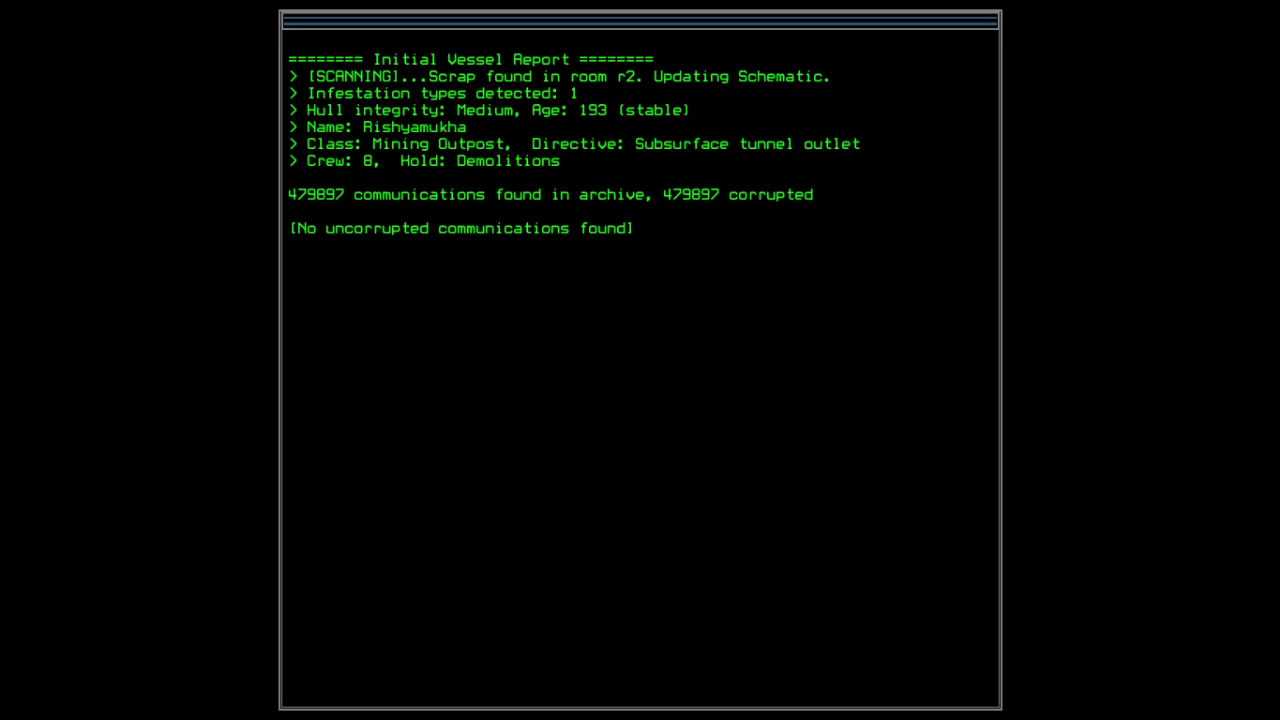 ======== Initial Vessel Report ========
> [SCANNING]...Scrap found in room r2. Updating Schematic.
> Infestation types detected: 1
> Hull integrity: Medium, Age: 193 (stable)
> Name: Rishyamukha
> Class: Mining Outpost,  Directive: Subsurface tunnel outlet
> Crew: 8,  Hold: Demolitions
479897 communications found in archive, 479897 corrupted
[No uncorrupted communications found]